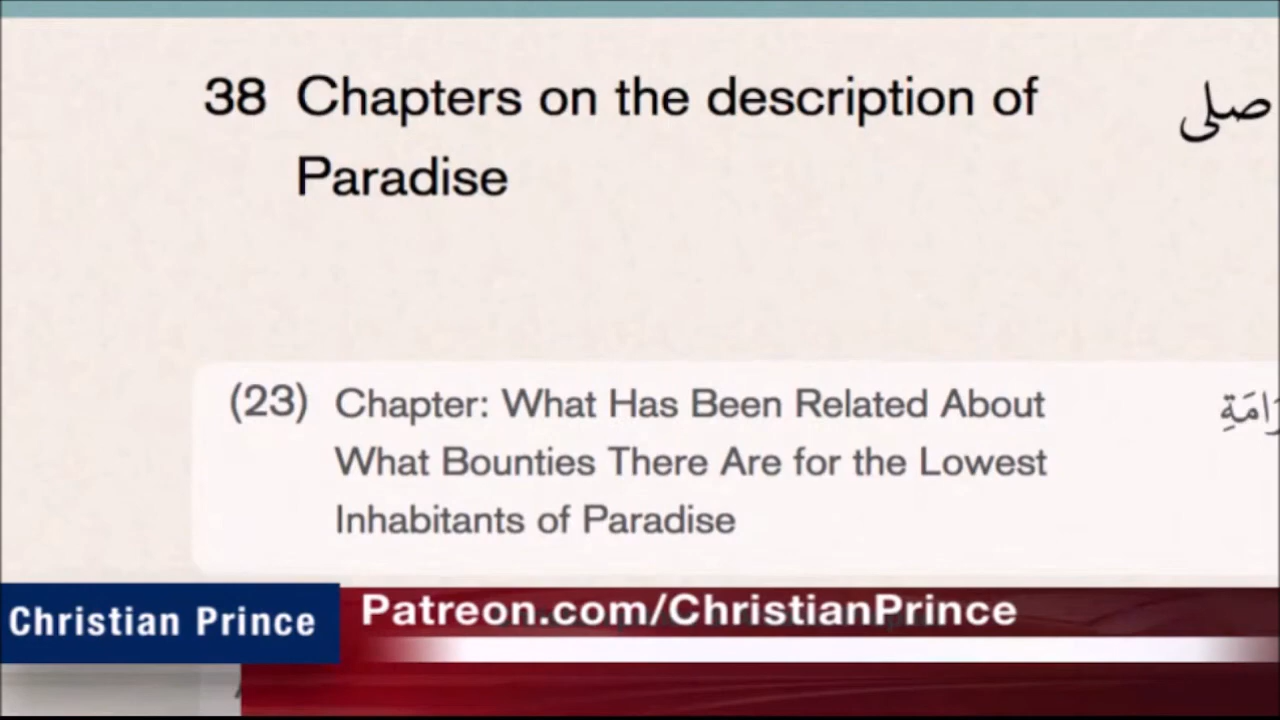 38 Chapters on the description of
Paradise
صلى
(23) Chapter: What Has Been Related About
What Bounties There Are for the Lowest
Inhabitants of Paradise
Christian Prince
Patreon.com/ChristianPrince